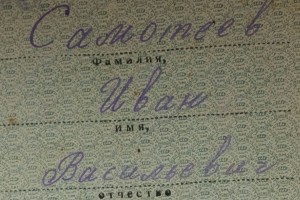 Самотеев
Фамилия,
Иван
имя,
Васильевич
отчество